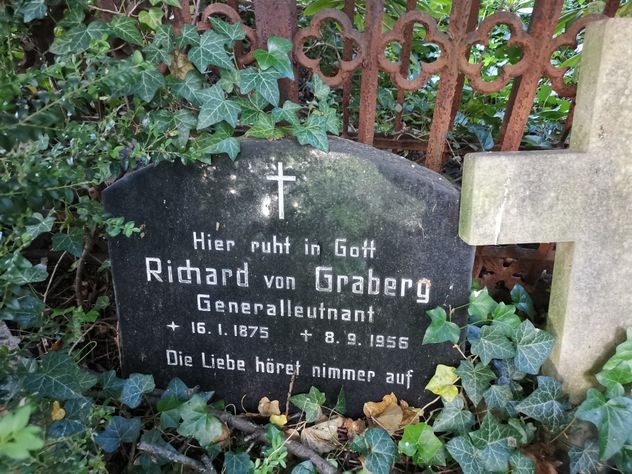 Hier ruht in Gott
Richard von Graberg
Generalleutnant
+ 16.1.1875 + 8.9.1956
Die Liebe höret nimmer auf